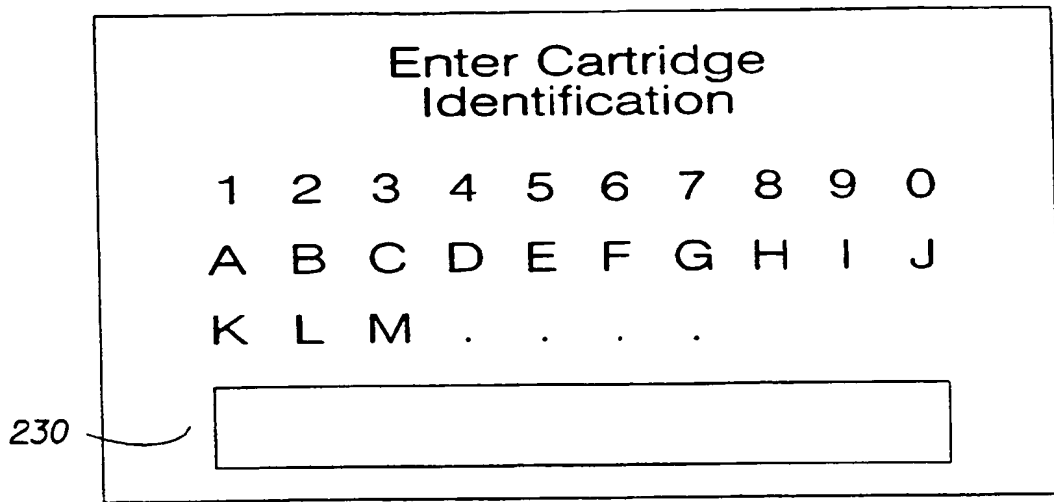 Enter Cartridge
Identification
1 2 3 4 5 6 7 8 9 0
A B C D E F G H I J
K L M . . . .
230